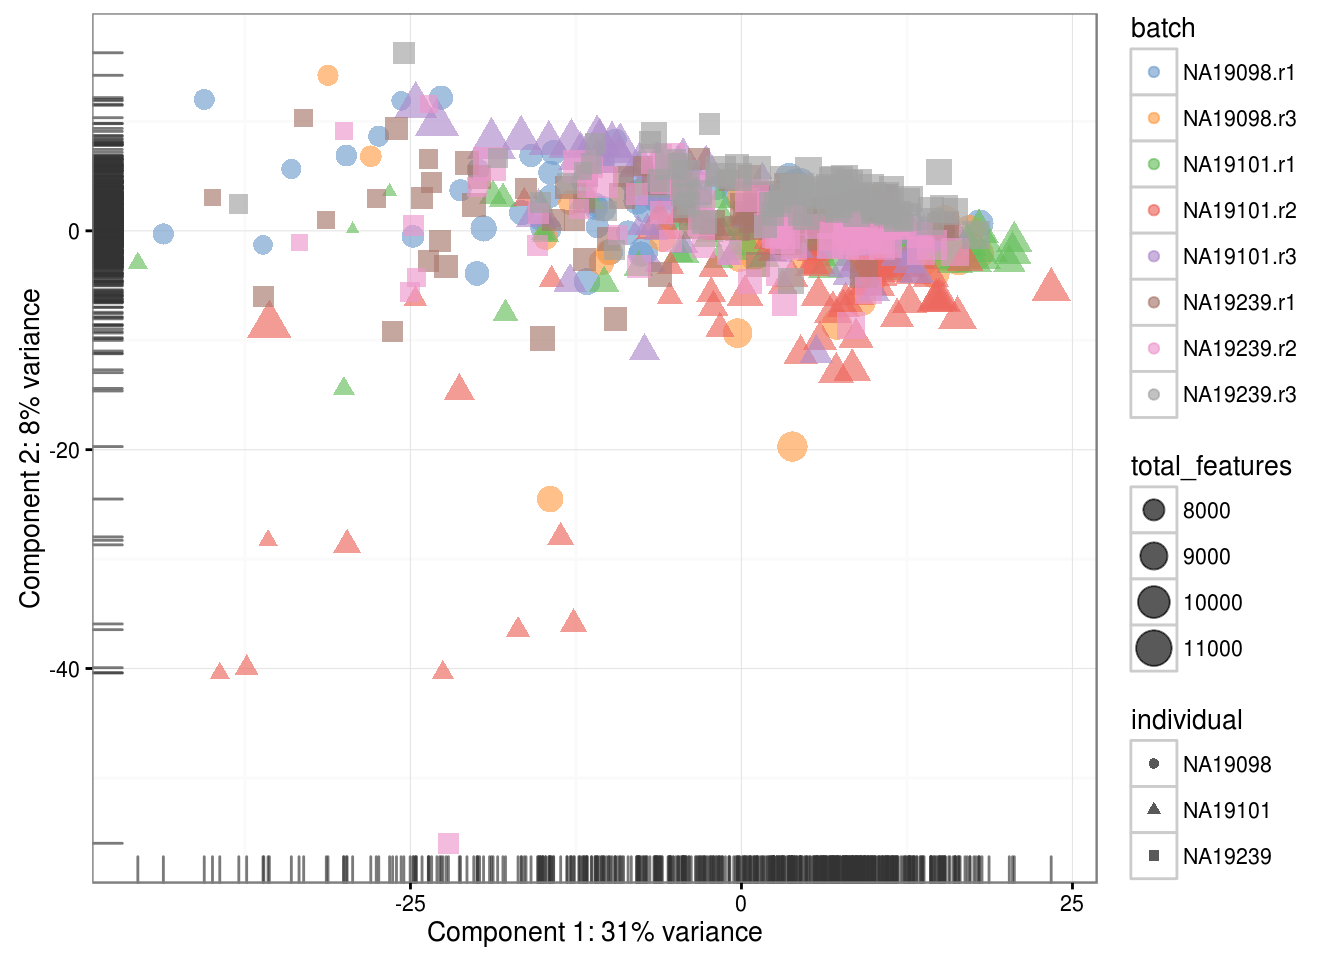 0
-20
-40
-25
0
25
Component 1: 31% variance
Component 2: 8% variance
batch
NA19098.r1
NA19098.r3
NA19101.r1
NA19101.r2
NA19101.r3
NA19239.r1
NA19239.r2
NA19239.r3
total_features
8000
9000
10000
11000
individual
NA19098
NA19101
NA19239